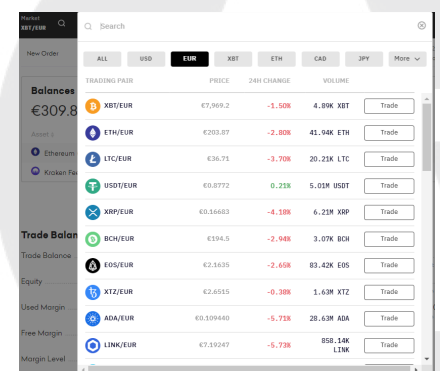 Market
XBT/EUR
Search
New Order
ALL USD EUR XBT ETH CAD JPY More
TRADING PAIR PRICE 24H CHANGE VOLUME
Balances
€309.8
Asset
Ethereum
Kraken Fee
XBT/EUR €7,969.2 -1.50% 4.89K XBT Trade
ETH/EUR €203.87 -2.80% 41.94K ETH Trade
LTC/EUR €36.71 -3.70% 20.21K LTC Trade
USDT/EUR €0.8772 0.21% 5.01M USDT Trade
XRP/EUR €0.16683 -4.18% 6.21M XRP Trade
BCH/EUR €194.5 -2.94% 3.07K BCH Trade
EOS/EUR €2.1635 -2.65% 83.42K EOS Trade
XTZ/EUR €2.6515 -0.38% 1.63M XTZ Trade
ADA/EUR €0.109440 -5.71% 28.63M ADA Trade
LINK/EUR €7.19247 -5.73% 858.14K LINK Trade
Trade Balan
Trade Balance
Equity
Used Margin
Free Margin
Margin Level